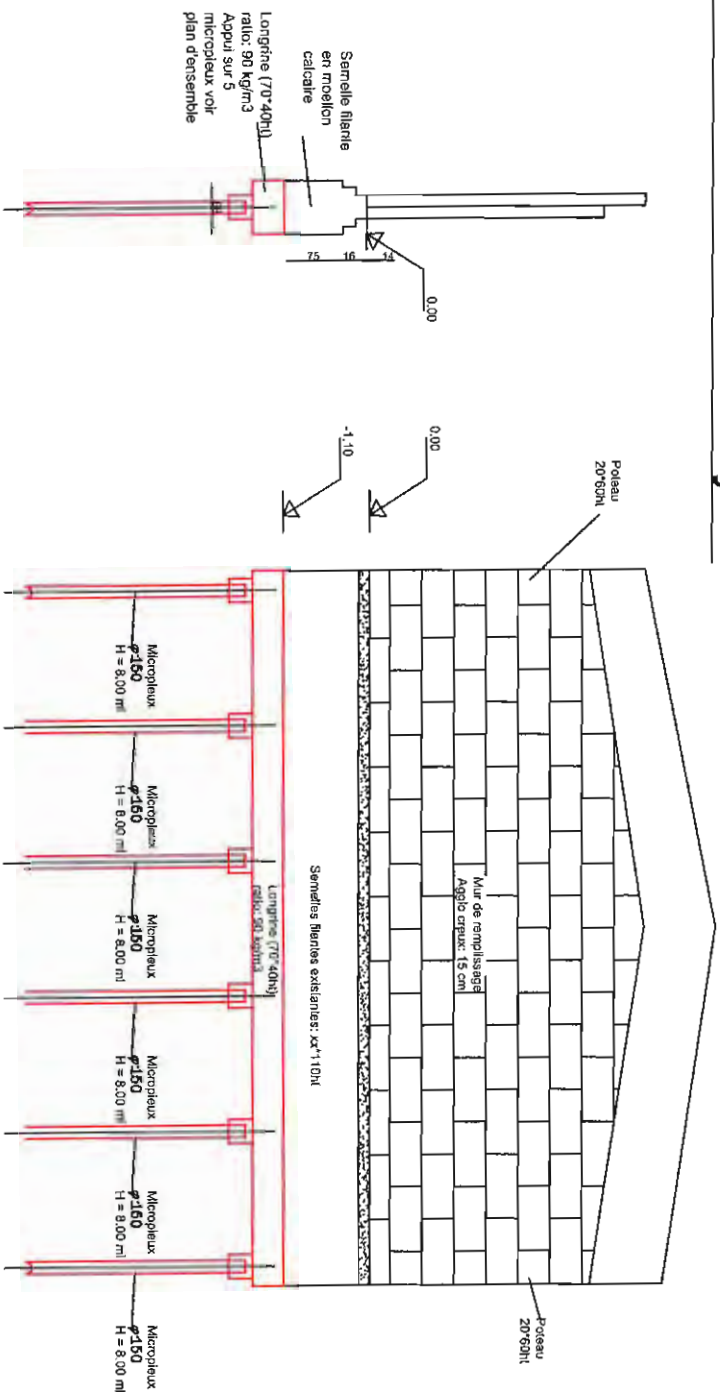 Semelle filante
en moellon
calcaire
Longrine (70*40ht)
ratio: 90 kg/m3
Appui sur 5
micropieux voir
plan d'ensemble
75
16
14
0.00
-1.10
0.00
Poteau
20*60ht
Mur de remplissage
Agglo creux: 15 cm
Poteau
20*60ht
Semelles filantes existantes: xx*110ht
Longrine (70*40ht)
ratio: 90 kg/m3
Micropieux
φ150
H = 8.00 ml
Micropieux
φ150
H = 8.00 ml
Micropieux
φ150
H = 8.00 ml
Micropieux
φ150
H = 8.00 ml
Micropieux
φ150
H = 8.00 ml
Micropieux
φ150
H = 8.00 ml